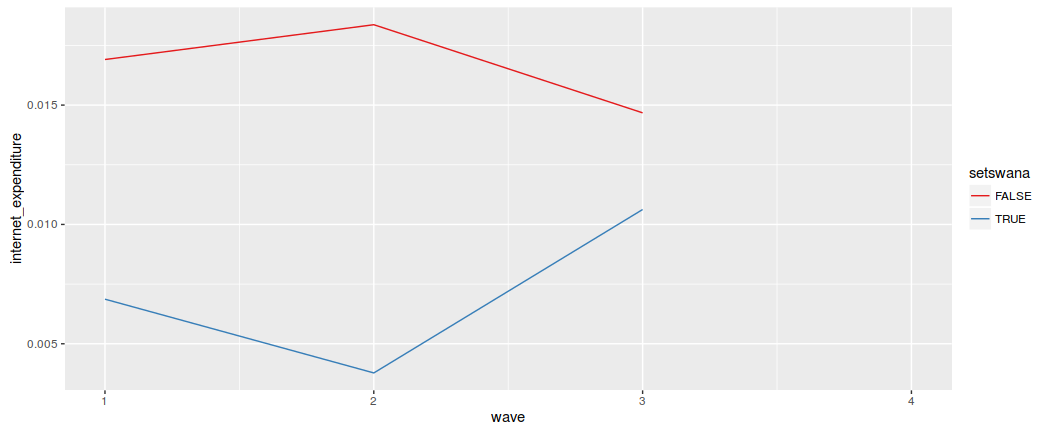 internet_expenditure
0.015
0.010
0.005
1
2
3
4
wave
setswana
FALSE
TRUE